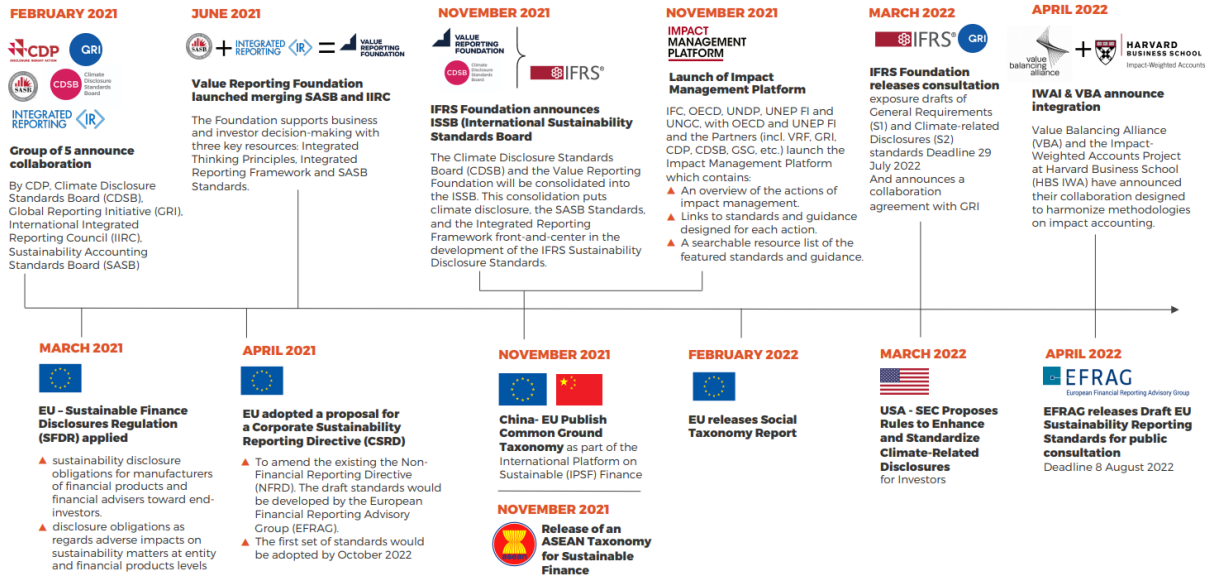 FEBRUARY 2021
CDP
DISCLOSURE INSIGHT ACTION
GRI
SASB
CDSB
Climate
Disclosure
Standards
Board
INTEGRATED
REPORTING <IR>
Group of 5 announce
collaboration
By CDP, Climate Disclosure
Standards Board (CDSB),
Global Reporting Initiative (GRI),
International Integrated
Reporting Council (IIRC),
Sustainability Accounting
Standards Board (SASB)
JUNE 2021
SASB + INTEGRATED REPORTING <IR> = VALUE REPORTING FOUNDATION
Value Reporting Foundation
launched merging SASB and IIRC
The Foundation supports business
and investor decision-making with
three key resources: Integrated
Thinking Principles, Integrated
Reporting Framework and SASB
Standards.
NOVEMBER 2021
VALUE
REPORTING
FOUNDATION
CDSB
Climate
Disclosure
Standards
Board
IFRS®
IFRS Foundation announces
ISSB (International Sustainability
Standards Board
The Climate Disclosure Standards
Board (CDSB) and the Value Reporting
Foundation will be consolidated into
the ISSB. This consolidation puts
climate disclosure, the SASB Standards,
and the Integrated Reporting
Framework front-and-center in the
development of the IFRS Sustainability
Disclosure Standards.
NOVEMBER 2021
IMPACT
MANAGEMENT
PLATFORM
Launch of Impact
Management Platform
IFC, OECD, UNDP, UNEP FI and
UNGC, with OECD and UNEP FI
and the Partners (incl. VRF, GRI,
CDP, CDSB, GSG, etc.) launch the
Impact Management Platform
which contains:
▲ An overview of the actions of
impact management.
▲ Links to standards and guidance
designed for each action.
▲ A searchable resource list of the
featured standards and guidance.
MARCH 2022
IFRS® GRI
IFRS Foundation
releases consultation
exposure drafts of
General Requirements
(S1) and Climate-related
Disclosures (S2)
standards Deadline 29
July 2022
And announces a
collaboration
agreement with GRI
APRIL 2022
value
balancing
alliance
+
HARVARD
BUSINESS SCHOOL
Impact-Weighted Accounts
IWAI & VBA announce
integration
Value Balancing Alliance
(VBA) and the Impact-
Weighted Accounts Project
at Harvard Business School
(HBS IWA) have announced
their collaboration designed
to harmonize methodologies
on impact accounting.
MARCH 2021
EU – Sustainable Finance
Disclosures Regulation
(SFDR) applied
▲ sustainability disclosure
obligations for manufacturers
of financial products and
financial advisers toward end-
investors.
▲ disclosure obligations as
regards adverse impacts on
sustainability matters at entity
and financial products levels
APRIL 2021
EU adopted a proposal for
a Corporate Sustainability
Reporting Directive (CSRD)
▲ To amend the existing the Non-
Financial Reporting Directive
(NFRD). The draft standards would
be developed by the European
Financial Reporting Advisory
Group (EFRAG).
▲ The first set of standards would
be adopted by October 2022
NOVEMBER 2021
China- EU Publish
Common Ground
Taxonomy as part of the
International Platform on
Sustainable (IPSF) Finance
NOVEMBER 2021
asean
Release of an
ASEAN Taxonomy
for Sustainable
Finance
FEBRUARY 2022
EU releases Social
Taxonomy Report
MARCH 2022
USA - SEC Proposes
Rules to Enhance
and Standardize
Climate-Related
Disclosures
for Investors
APRIL 2022
EFRAG
European Financial Reporting Advisory Group
EFRAG releases Draft EU
Sustainability Reporting
Standards for public
consultation
Deadline 8 August 2022